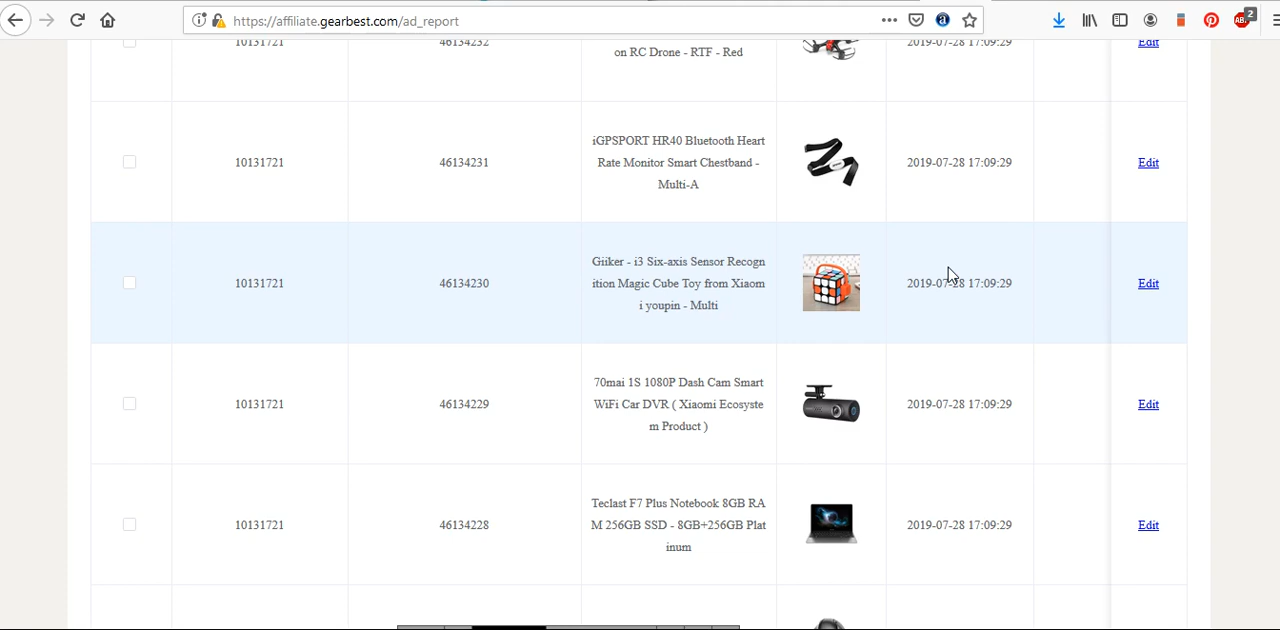 https://affiliate.gearbest.com/ad_report
2
10131721
46134232
on RC Drone - RTF - Red
2019-07-28 17:09:29
Edit
10131721
46134231
iGPSPORT HR40 Bluetooth Heart
Rate Monitor Smart Chestband -
Multi-A
2019-07-28 17:09:29
Edit
10131721
46134230
Giiker - i3 Six-axis Sensor Recogn
ition Magic Cube Toy from Xiaom
i youpin - Multi
2019-07-28 17:09:29
Edit
10131721
46134229
70mai 1S 1080P Dash Cam Smart
WiFi Car DVR ( Xiaomi Ecosyste
m Product )
2019-07-28 17:09:29
Edit
10131721
46134228
Teclast F7 Plus Notebook 8GB RA
M 256GB SSD - 8GB+256GB Plat
inum
2019-07-28 17:09:29
Edit